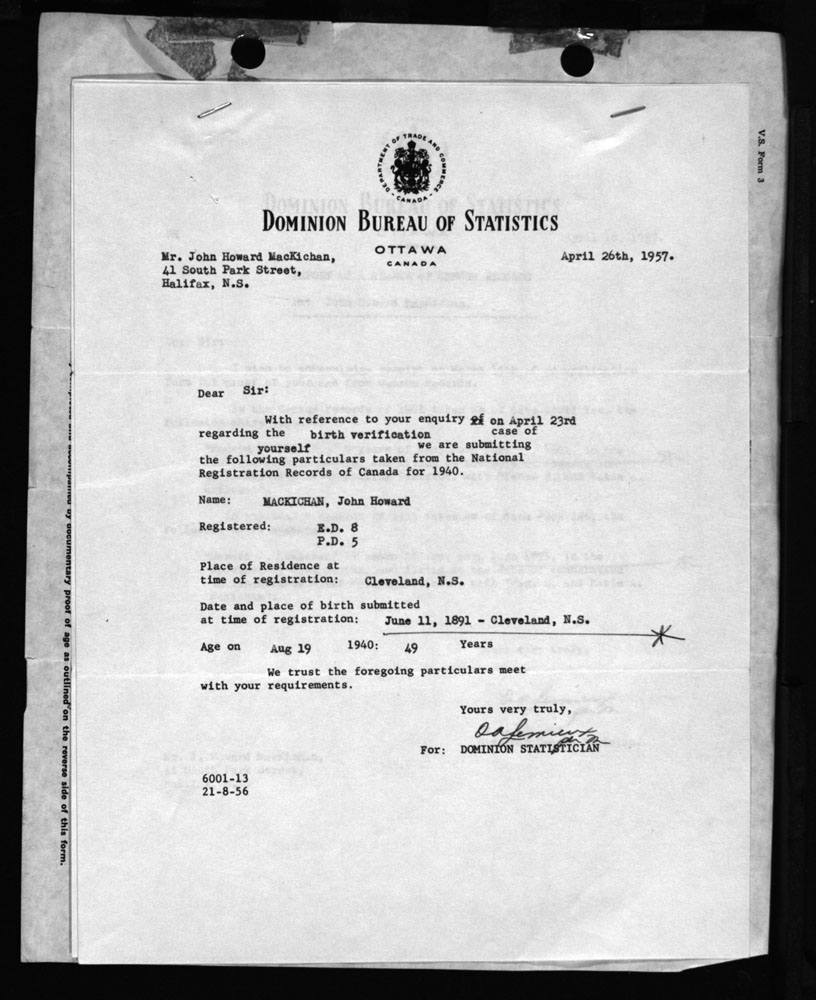 V.S. Form 3
DEPARTMENT OF TRADE AND COMMERCE
CANADA
DOMINION BUREAU OF STATISTICS
OTTAWA
CANADA
April 26th, 1957.
Mr. John Howard MacKichan,
41 South Park Street,
Halifax, N.S.
Dear Sir:
With reference to your enquiry of on April 23rd
regarding the birth verification case of
yourself we are submitting
the following particulars taken from the National
Registration Records of Canada for 1940.
Name: MACKICHAN, John Howard
Registered: E.D. 8
P.D. 5
Place of Residence at
time of registration: Cleveland, N.S.
Date and place of birth submitted
at time of registration: June 11, 1891 - Cleveland, N.S.
Age on Aug 19 1940: 49 Years
We trust the foregoing particulars meet
with your requirements.
Yours very truly,
For: DOMINION STATISTICIAN
6001-13
21-8-56
and accompanied by documentary proof of age as outlined on the reverse side of this form.